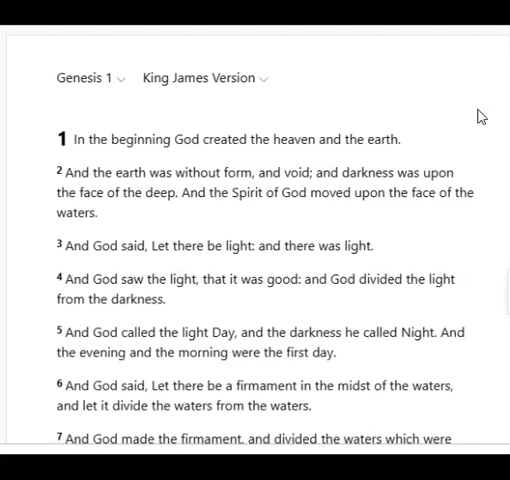 Genesis 1 King James Version
1 In the beginning God created the heaven and the earth.
2 And the earth was without form, and void; and darkness was upon
the face of the deep. And the Spirit of God moved upon the face of the
waters.
3 And God said, Let there be light: and there was light.
4 And God saw the light, that it was good: and God divided the light
from the darkness.
5 And God called the light Day, and the darkness he called Night. And
the evening and the morning were the first day.
6 And God said, Let there be a firmament in the midst of the waters,
and let it divide the waters from the waters.
7 And God made the firmament, and divided the waters which were